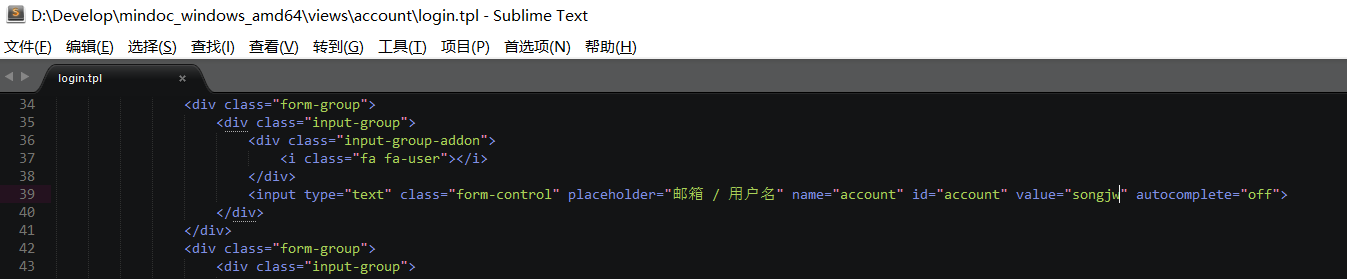 D:\Develop\mindoc_windows_amd64\views\account\login.tpl - Sublime Text
文件(F) 编辑(E) 选择(S) 查找(I) 查看(V) 转到(G) 工具(T) 项目(P) 首选项(N) 帮助(H)
login.tpl ×
34 <div class="form-group">
35 <div class="input-group">
36 <div class="input-group-addon">
37 <i class="fa fa-user"></i>
38 </div>
39 <input type="text" class="form-control" placeholder="邮箱 / 用户名" name="account" id="account" value="songjw" autocomplete="off">
40 </div>
41 </div>
42 <div class="form-group">
43 <div class="input-group">